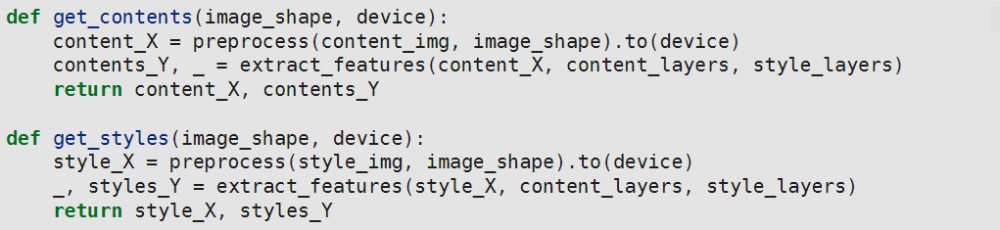 def get_contents(image_shape, device):
    content_X = preprocess(content_img, image_shape).to(device)
    contents_Y, _ = extract_features(content_X, content_layers, style_layers)
    return content_X, contents_Y

def get_styles(image_shape, device):
    style_X = preprocess(style_img, image_shape).to(device)
    _, styles_Y = extract_features(style_X, content_layers, style_layers)
    return style_X, styles_Y